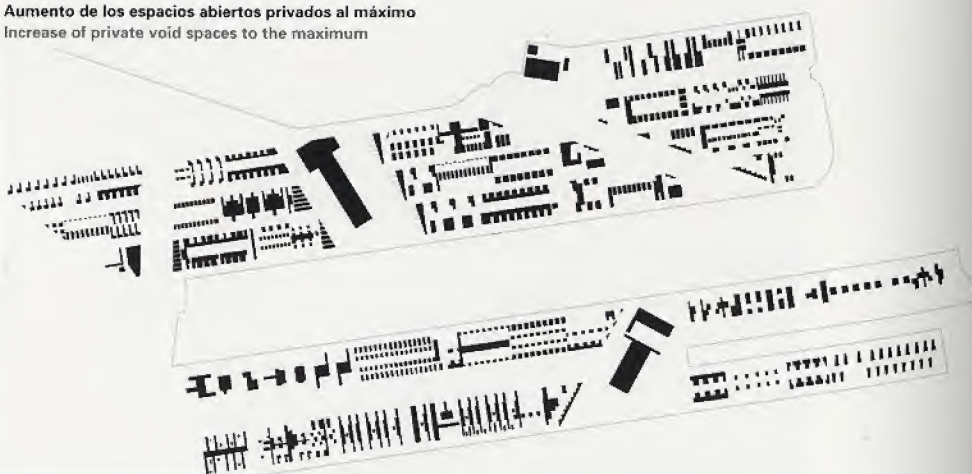 Aumento de los espacios abiertos privados al máximo
Increase of private void spaces to the maximum